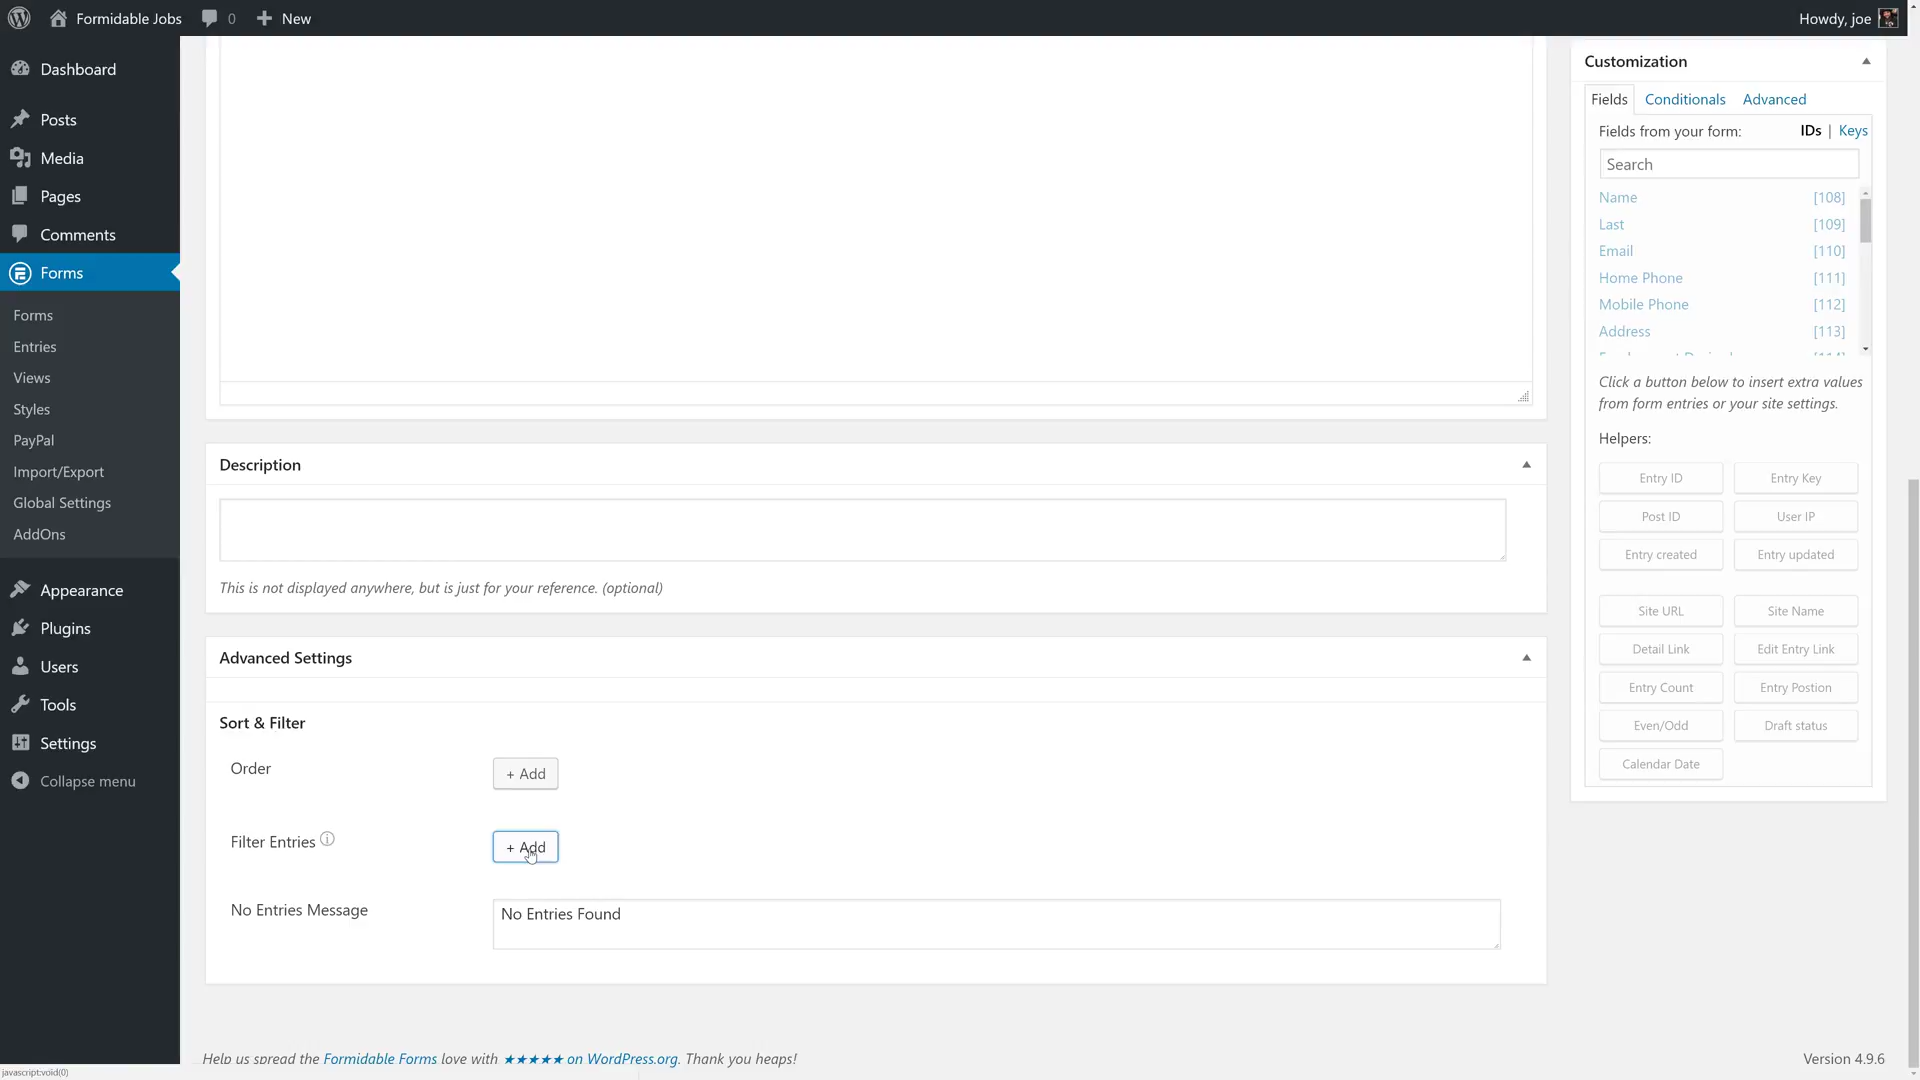 Formidable Jobs
0
New
Howdy, joe
Dashboard
Posts
Media
Pages
Comments
Forms
Forms
Entries
Views
Styles
PayPal
Import/Export
Global Settings
AddOns
Appearance
Plugins
Users
Tools
Settings
Collapse menu
Description
This is not displayed anywhere, but is just for your reference. (optional)
Advanced Settings
Sort & Filter
Order
+ Add
Filter Entries
+ Add
No Entries Message
No Entries Found
Help us spread the Formidable Forms love with ★★★★★ on WordPress.org. Thank you heaps!
Version 4.9.6
javascript:void(0)
Customization
Fields Conditionals Advanced
Fields from your form: IDs | Keys
Search
Name [108]
Last [109]
Email [110]
Home Phone [111]
Mobile Phone [112]
Address [113]
Click a button below to insert extra values
from form entries or your site settings.
Helpers:
Entry ID Entry Key
Post ID User IP
Entry created Entry updated
Site URL Site Name
Detail Link Edit Entry Link
Entry Count Entry Postion
Even/Odd Draft status
Calendar Date